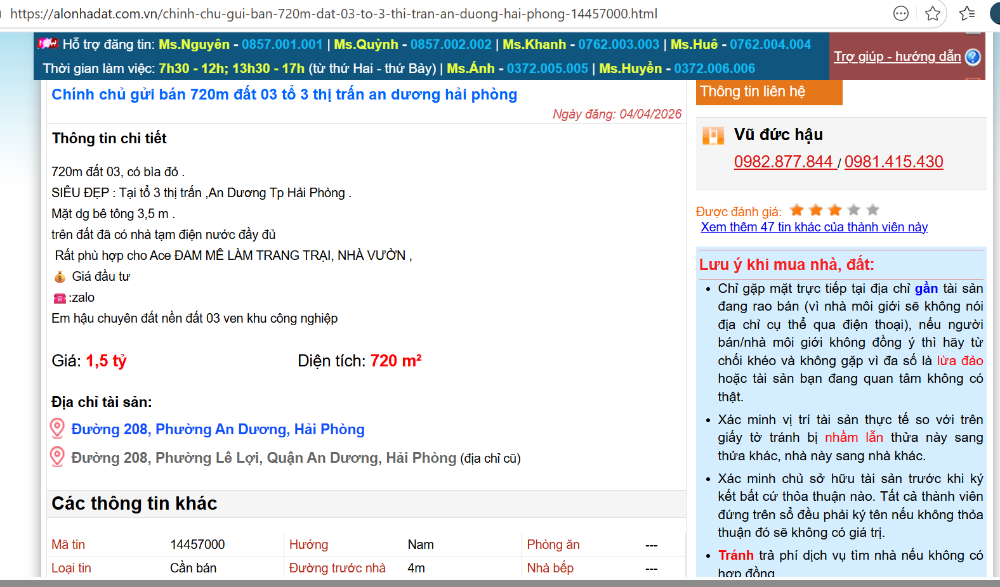 https://alonhadat.com.vn/chinh-chu-gui-ban-720m-dat-03-to-3-thi-tran-an-duong-hai-phong-14457000.html
Hỗ trợ đăng tin: Ms.Nguyên - 0857.001.001 | Ms.Quỳnh - 0857.002.002 | Ms.Khanh - 0762.003.003 | Ms.Huê - 0762.004.004
Thời gian làm việc: 7h30 - 12h; 13h30 - 17h (từ thứ Hai - thứ Bảy) | Ms.Ánh - 0372.005.005 | Ms.Huyền - 0372.006.006
Trợ giúp - hướng dẫn
Chính chủ gửi bán 720m đất 03 tổ 3 thị trấn an dương hải phòng
Ngày đăng: 04/04/2026
Thông tin chi tiết
720m đất 03, có bìa đỏ .
SIÊU ĐẸP : Tại tổ 3 thị trấn ,An Dương Tp Hải Phòng .
Mặt dg bê tông 3,5 m .
trên đất đã có nhà tạm điện nước đầy đủ
Rất phù hợp cho Ace ĐAM MÊ LÀM TRANG TRẠI, NHÀ VƯỜN ,
💰 Giá đầu tư
☎️:zalo
Em hậu chuyên đất nền đất 03 ven khu công nghiệp
Giá: 1,5 tỷ Diện tích: 720 m²
Địa chỉ tài sản:
Đường 208, Phường An Dương, Hải Phòng
Đường 208, Phường Lê Lợi, Quận An Dương, Hải Phòng (địa chỉ cũ)
Các thông tin khác
Mã tin 14457000 Hướng Nam Phòng ăn ---
Loại tin Cần bán Đường trước nhà 4m Nhà bếp ---
Thông tin liên hệ
Vũ đức hậu
0982.877.844 / 0981.415.430
Được đánh giá:
Xem thêm 47 tin khác của thành viên này
Lưu ý khi mua nhà, đất:
• Chỉ gặp mặt trực tiếp tại địa chỉ gần tài sản
đang rao bán (vì nhà môi giới sẽ không nói
địa chỉ cụ thể qua điện thoại), nếu người
bán/nhà môi giới không đồng ý thì hãy từ
chối khéo và không gặp vì đa số là lừa đảo
hoặc tài sản bạn đang quan tâm không có
thật.
• Xác minh vị trí tài sản thực tế so với trên
giấy tờ tránh bị nhầm lẫn thửa này sang
thửa khác, nhà này sang nhà khác.
• Xác minh chủ sở hữu tài sản trước khi ký
kết bất cứ thỏa thuận nào. Tất cả thành viên
đứng trên sổ đều phải ký tên nếu không thỏa
thuận đó sẽ không có giá trị.
• Tránh trả phí dịch vụ tìm nhà nếu không có
hợp đồng